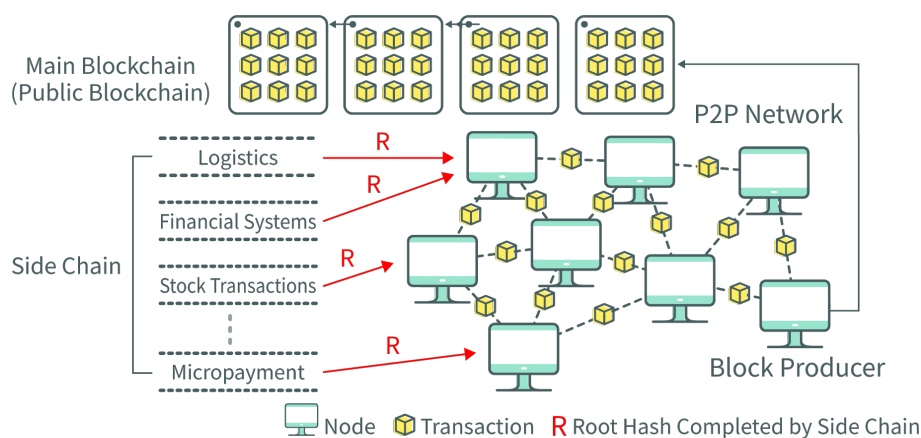 Main Blockchain
(Public Blockchain)
P2P Network
R
Logistics
R
Financial Systems
Side Chain
R
Stock Transactions
R
Micropayment
Block Producer
Node
Transaction
R Root Hash Completed by Side Chain